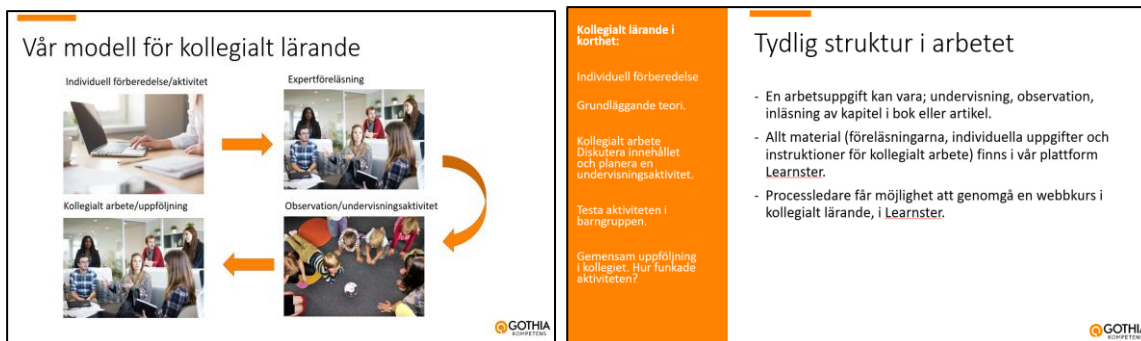 Vår modell för kollegialt lärande
Individuell förberedelse/aktivitet
Expertföreläsning
Kollegialt arbete/uppföljning
Observation/undervisningsaktivitet
GOTHIA
KOMPETENS
Kollegialt lärande i
korthet:
Individuell förberedelse
Grundläggande teori.
Kollegialt arbete
Diskutera innehållet
och planera en
undervisningsaktivitet.
Testa aktiviteten i
barngruppen.
Gemensam uppföljning
i kollegiet. Hur funkade
aktiviteten?
Tydlig struktur i arbetet
- En arbetsuppgift kan vara; undervisning, observation,
inläsning av kapitel i bok eller artikel.
- Allt material (föreläsningarna, individuella uppgifter och
instruktioner för kollegialt arbete) finns i vår plattform
Learnster.
- Processledare får möjlighet att genomgå en webbkurs i
kollegialt lärande, i Learnster.
GOTHIA
KOMPETENS